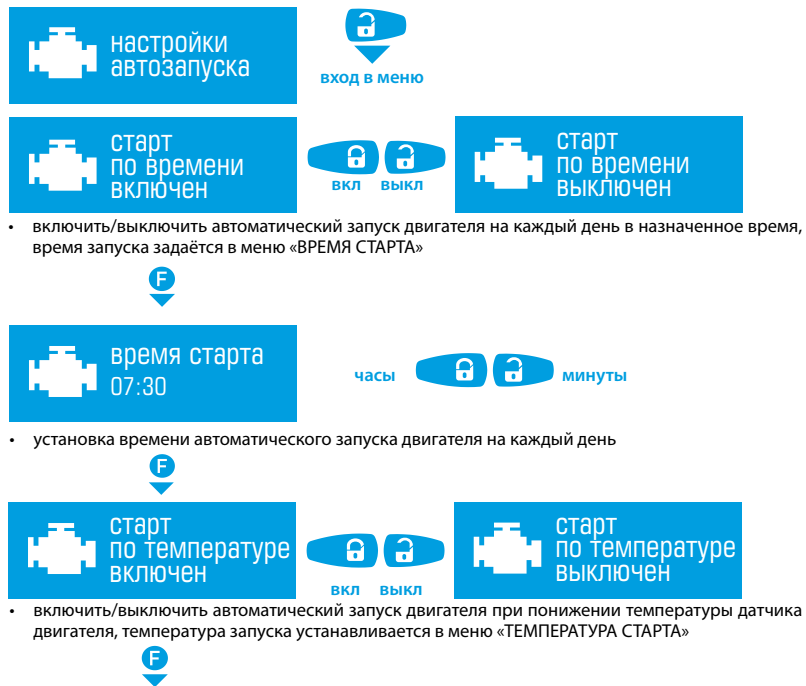 настройки
автозапуска
вход в меню
старт
по времени
включен
вкл выкл
старт
по времени
выключен
• включить/выключить автоматический запуск двигателя на каждый день в назначенное время,
время запуска задаётся в меню «ВРЕМЯ СТАРТА»
F
время старта
07:30
часы
минуты
• установка времени автоматического запуска двигателя на каждый день
F
старт
по температуре
включен
вкл выкл
старт
по температуре
выключен
• включить/выключить автоматический запуск двигателя при понижении температуры датчика
двигателя, температура запуска устанавливается в меню «ТЕМПЕРАТУРА СТАРТА»
F